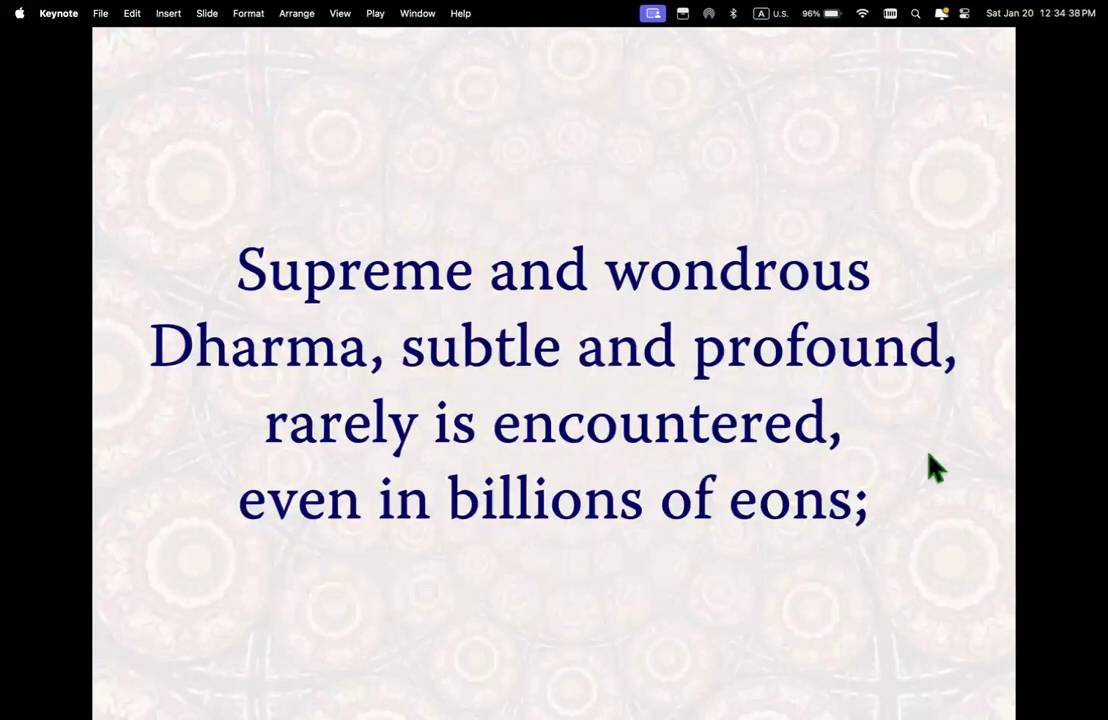 Keynote File Edit Insert Slide Format Arrange View Play Window Help A U.S. 96% Sat Jan 20 12 34 38 PM
Supreme and wondrous
Dharma, subtle and profound,
rarely is encountered,
even in billions of eons;